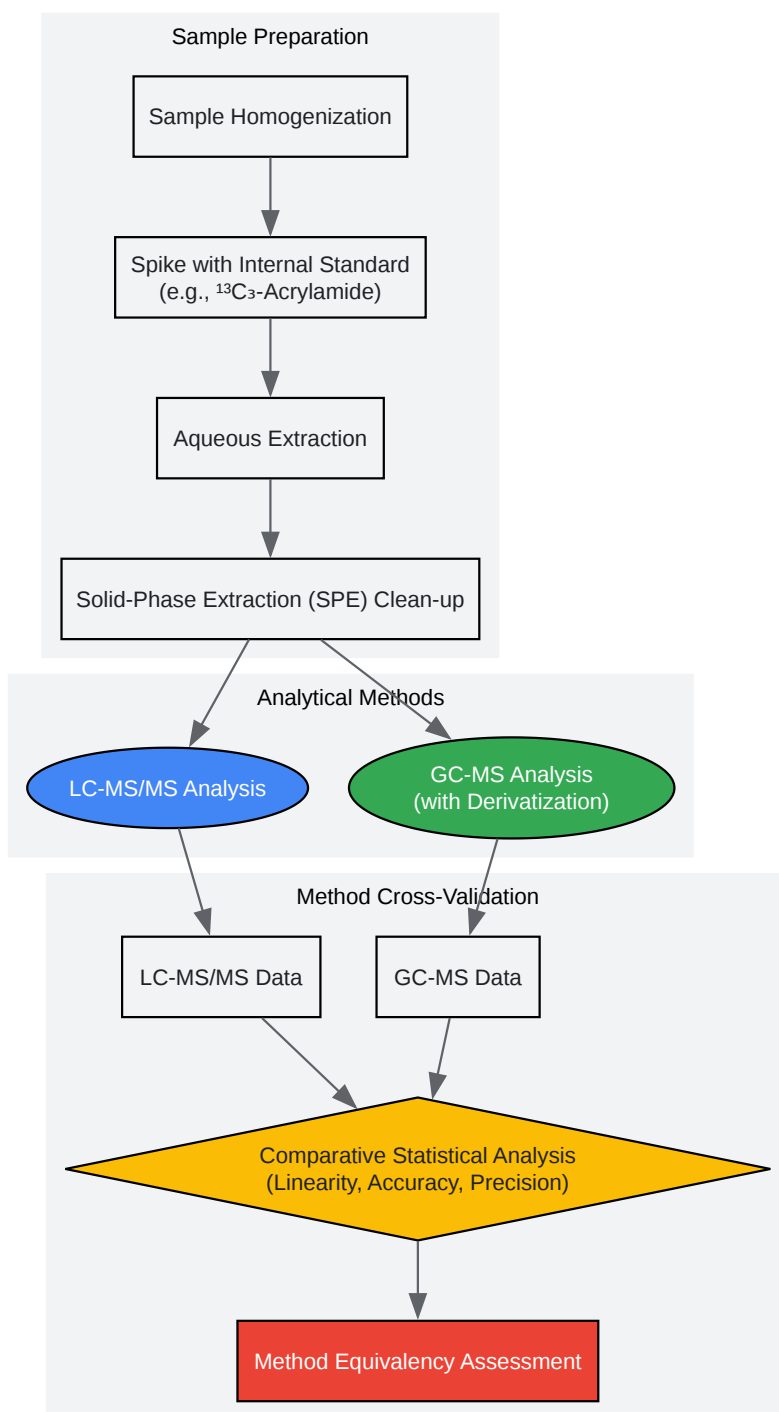 Sample Preparation
Sample Homogenization
Spike with Internal Standard
(e.g., ¹³C₃-Acrylamide)
Aqueous Extraction
Solid-Phase Extraction (SPE) Clean-up
Analytical Methods
LC-MS/MS Analysis
GC-MS Analysis
(with Derivatization)
Method Cross-Validation
LC-MS/MS Data
GC-MS Data
Comparative Statistical Analysis
(Linearity, Accuracy, Precision)
Method Equivalency Assessment